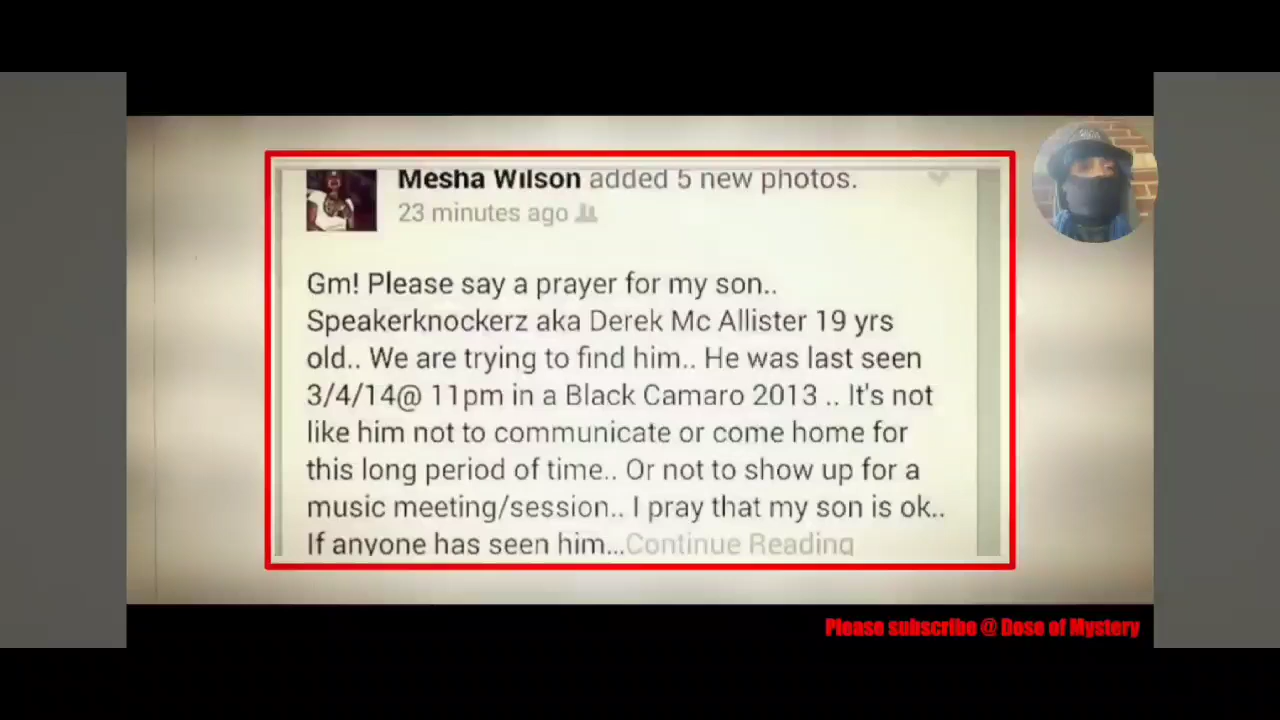 Mesha Wilson added 5 new photos.
23 minutes ago
Gm! Please say a prayer for my son..
Speakerknockerz aka Derek Mc Allister 19 yrs
old.. We are trying to find him.. He was last seen
3/4/14@ 11pm in a Black Camaro 2013 .. It's not
like him not to communicate or come home for
this long period of time.. Or not to show up for a
music meeting/session.. I pray that my son is ok..
If anyone has seen him...Continue Reading
Please subscribe @ Dose of Mystery